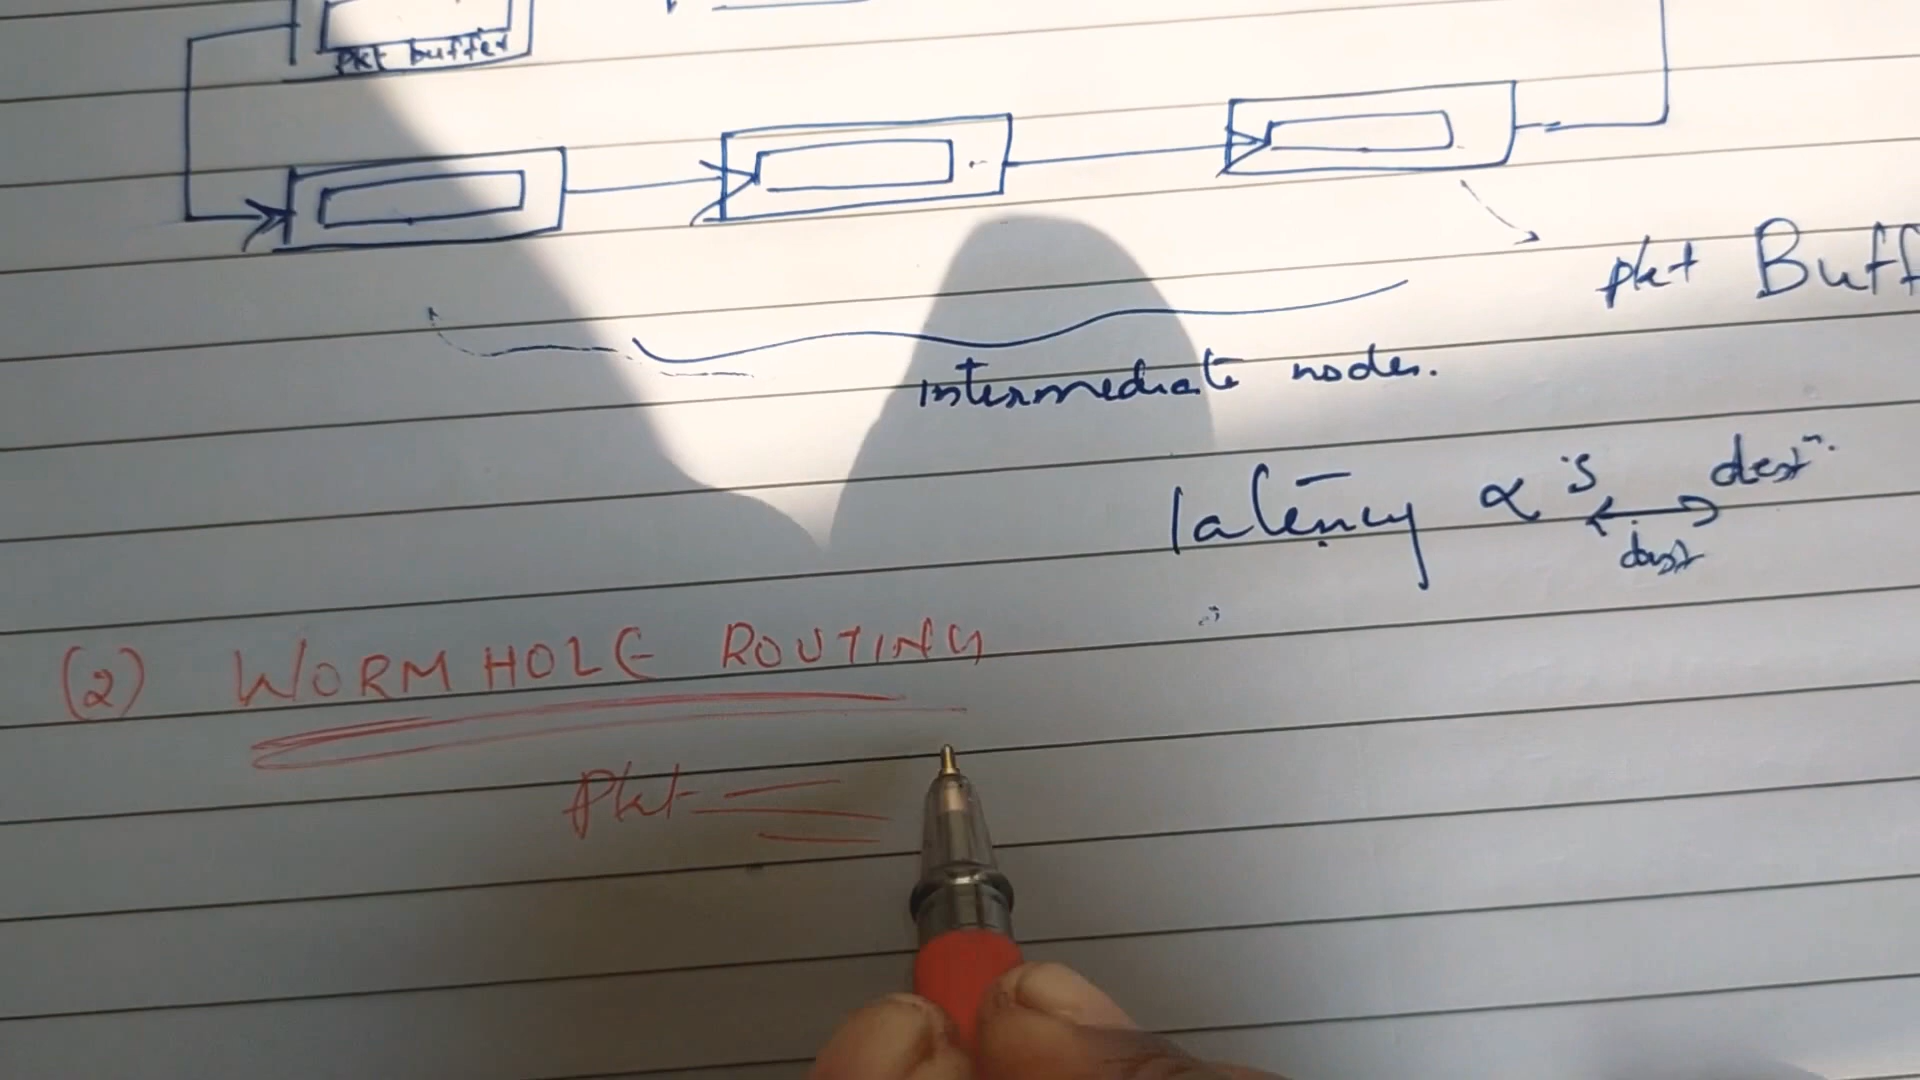 pkt buffer
pkt Buff
intermediate nodes.
latency ∝ S dest^n.
dist
(2) WORMHOLE ROUTING
Pkt